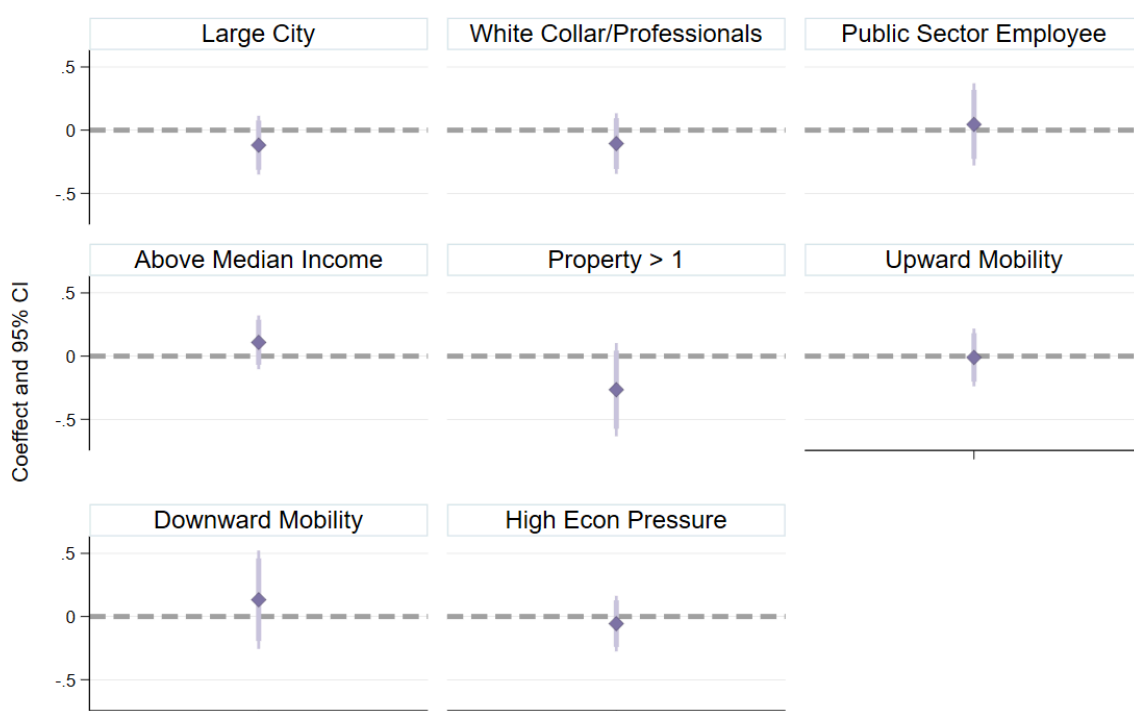 Large City
White Collar/Professionals
Public Sector Employee
.5
0
-.5
Above Median Income
Property > 1
Upward Mobility
.5
0
-.5
Coeffect and 95% CI
Downward Mobility
High Econ Pressure
.5
0
-.5